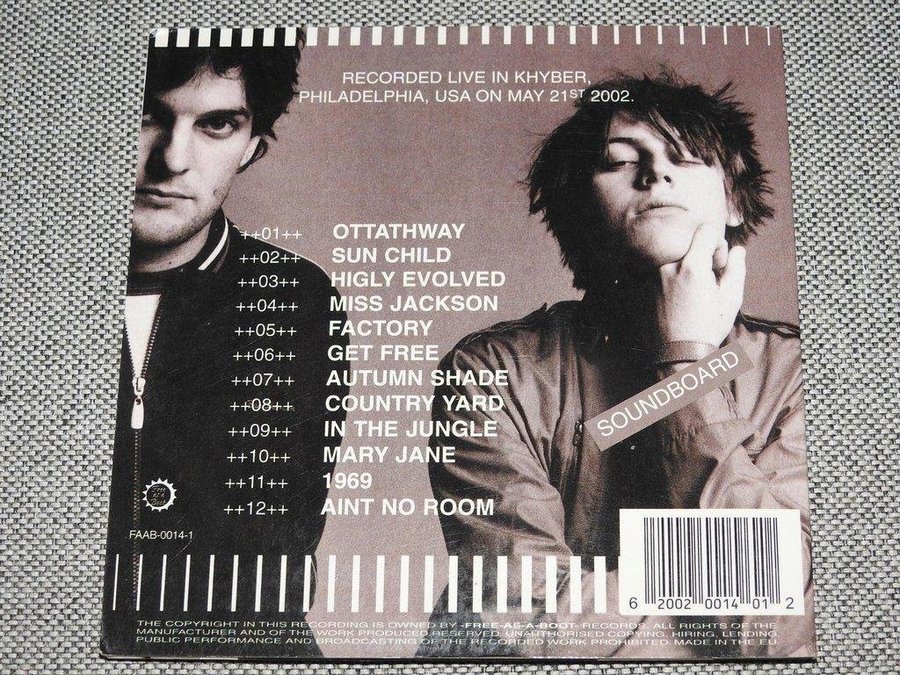 RECORDED LIVE IN KHYBER,
PHILADELPHIA, USA ON MAY 21ST 2002.
++01++ OTTATHWAY
++02++ SUN CHILD
++03++ HIGLY EVOLVED
++04++ MISS JACKSON
++05++ FACTORY
++06++ GET FREE
++07++ AUTUMN SHADE
++08++ COUNTRY YARD
++09++ IN THE JUNGLE
++10++ MARY JANE
++11++ 1969
++12++ AINT NO ROOM
SOUNDBOARD
FAAB-0014-1
6 20020014012
THE COPYRIGHT IN THIS RECORDING IS OWNED BY -FREE-AS-A-BOOT- RECORDS. ALL RIGHTS OF THE
MANUFACTURER AND OF THE WORK PRODUCED RESERVED. UNAUTHORISED COPYING, HIRING, LENDING
PUBLIC PERFORMANCE AND BROADCASTING OF THE RECORDED WORK PROHIBITED. MADE IN THE EU.